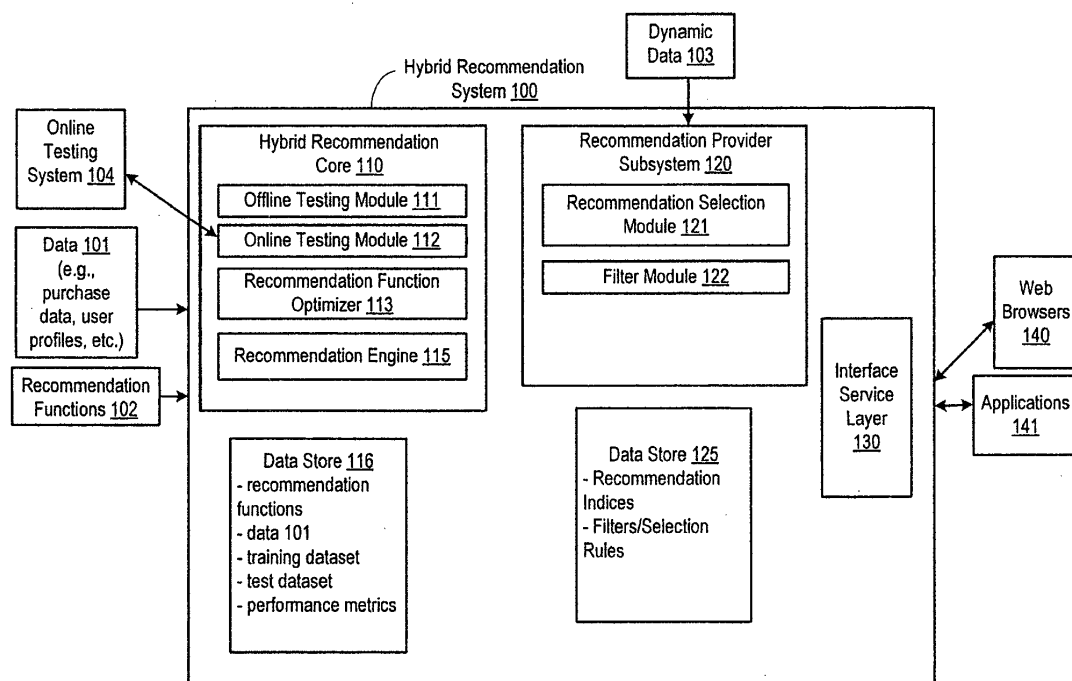 Dynamic
Data 103
Hybrid Recommendation
System 100
Online
Testing
System 104
Data 101
(e.g.,
purchase
data, user
profiles, etc.)
Recommendation
Functions 102
Hybrid Recommendation
Core 110
Offline Testing Module 111
Online Testing Module 112
Recommendation Function
Optimizer 113
Recommendation Engine 115
Recommendation Provider
Subsystem 120
Recommendation Selection
Module 121
Filter Module 122
Interface
Service
Layer
130
Web
Browsers
140
Applications
141
Data Store 116
- recommendation
functions
- data 101
- training dataset
- test dataset
- performance metrics
Data Store 125
- Recommendation
Indices
- Filters/Selection
Rules